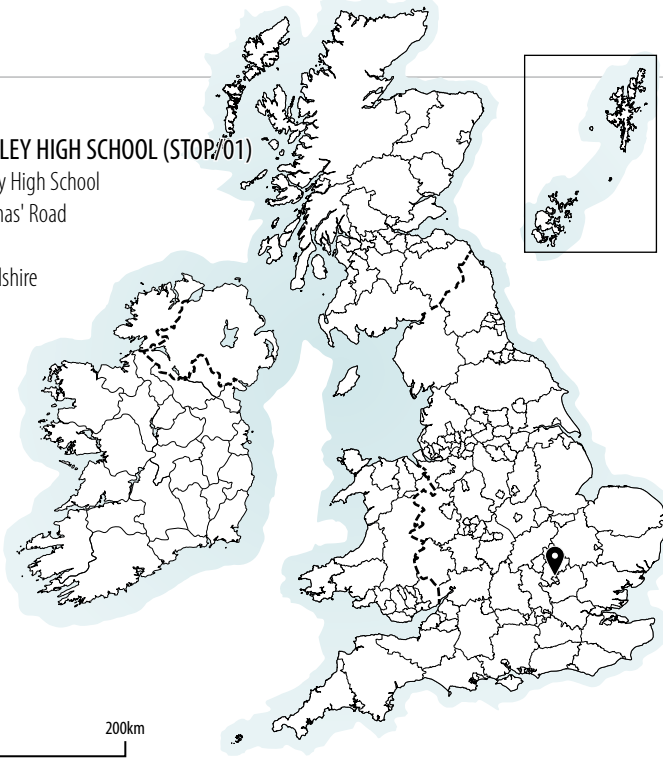 LEY HIGH SCHOOL (STOP/01)
y High School
nas' Road
dshire
200km